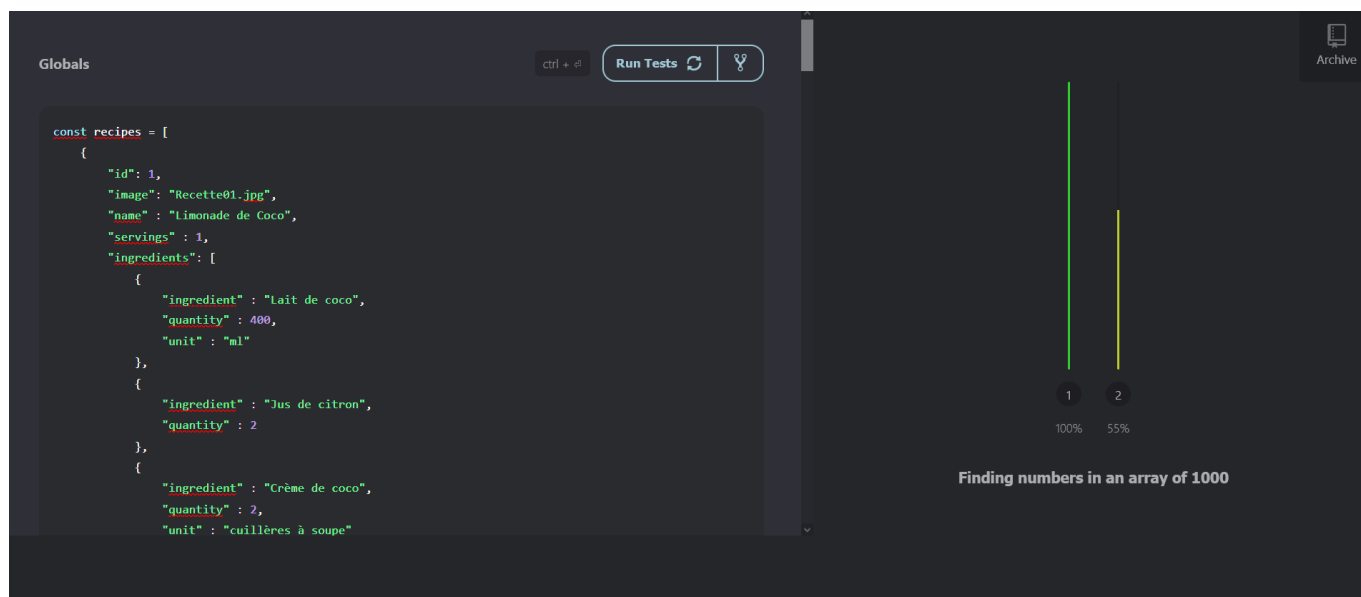 Globals
ctrl + ⏎
Run Tests
const recipes = [
{
"id": 1,
"image": "Recette01.jpg",
"name" : "Limonade de Coco",
"servings" : 1,
"ingredients": [
{
"ingredient" : "Lait de coco",
"quantity" : 400,
"unit" : "ml"
},
{
"ingredient" : "Jus de citron",
"quantity" : 2
},
{
"ingredient" : "Crème de coco",
"quantity" : 2,
"unit" : "cuillères à soupe"
Archive
1 2
100% 55%
Finding numbers in an array of 1000